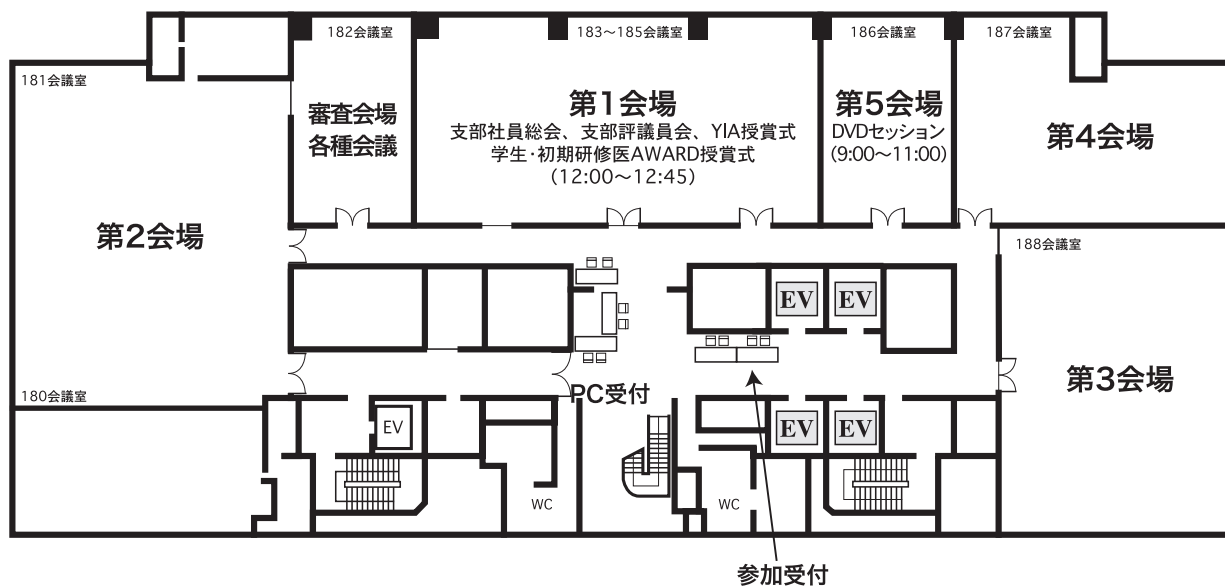 182会議室
183〜185会議室
186会議室
187会議室
181会議室
審査会場
各種会議
第1会場
支部社員総会、支部評議員会、YIA授賞式
学生・初期研修医AWARD授賞式
(12:00〜12:45)
第5会場
DVDセッション
(9:00〜11:00)
第4会場
第2会場
188会議室
EV
EV
第3会場
180会議室
PC受付
EV
EV
EV
WC
WC
参加受付